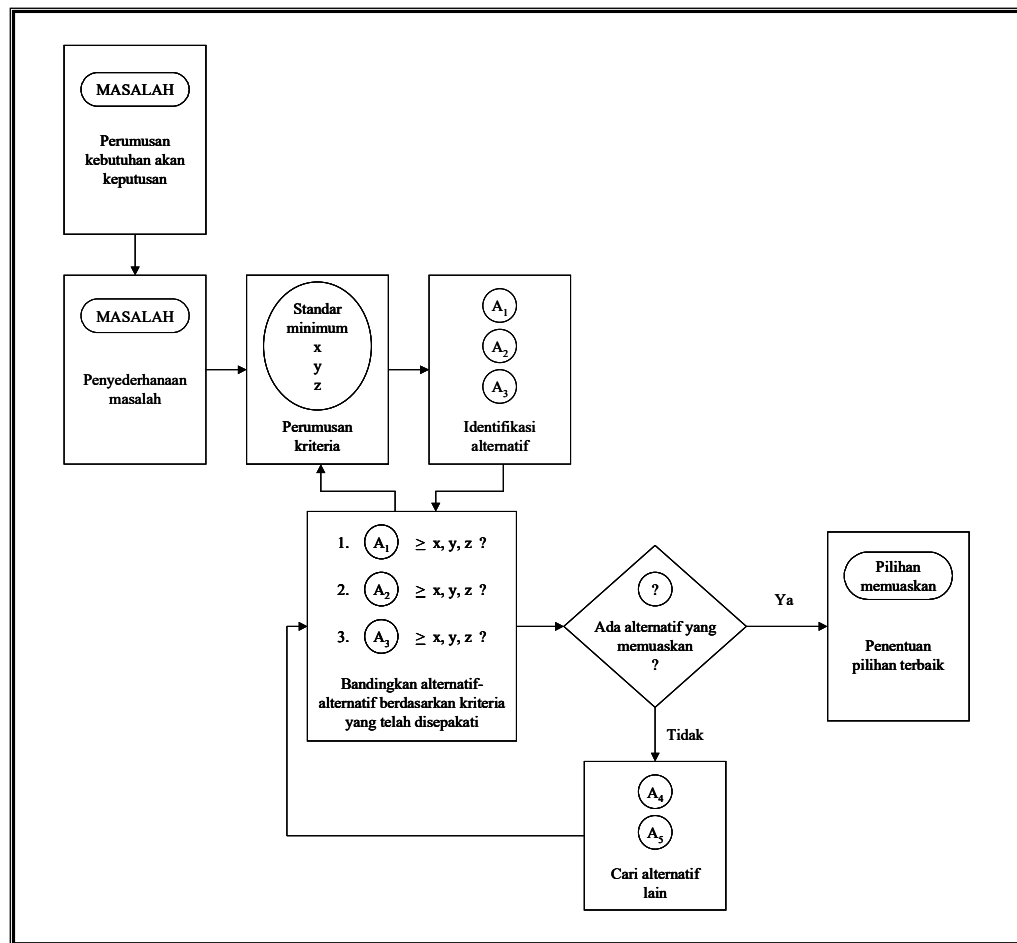 MASALAH
Perumusan
kebutuhan akan
keputusan
MASALAH
Penyederhanaan
masalah
Standar
minimum
x
y
z
Perumusan
kriteria
A1
A2
A3
Identifikasi
alternatif
1. A1 ≥ x, y, z ?
2. A2 ≥ x, y, z ?
3. A3 ≥ x, y, z ?
Bandingkan alternatif-
alternatif berdasarkan kriteria
yang telah disepakati
?
Ada alternatif yang
memuaskan
?
Ya
Pilihan
memuaskan
Penentuan
pilihan terbaik
Tidak
A4
A5
Cari alternatif
lain